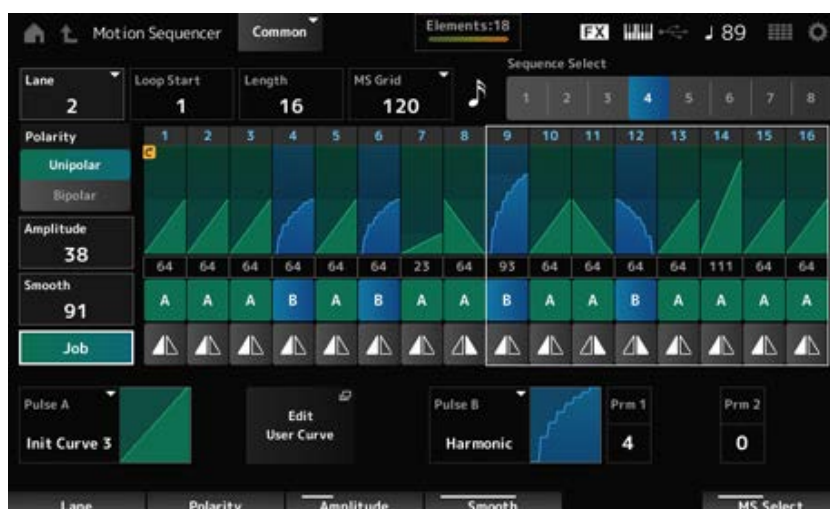 Motion Sequencer
Common
Elements:18
FX
♩ 89
Lane
2
Loop Start
1
Length
16
MS Grid
120
Sequence Select
1 2 3 4 5 6 7 8
Polarity
Unipolar
Bipolar
Amplitude
38
Smooth
91
Job
1 2 3 4 5 6 7 8 9 10 11 12 13 14 15 16
C
64 64 64 64 64 64 23 64 93 64 64 64 64 111 64 64
A A A B A B A A B A A B A A A A
Pulse A
Init Curve 3
Edit
User Curve
Pulse B
Harmonic
Prm 1
4
Prm 2
0
Lane Polarity Amplitude Smooth MS Select